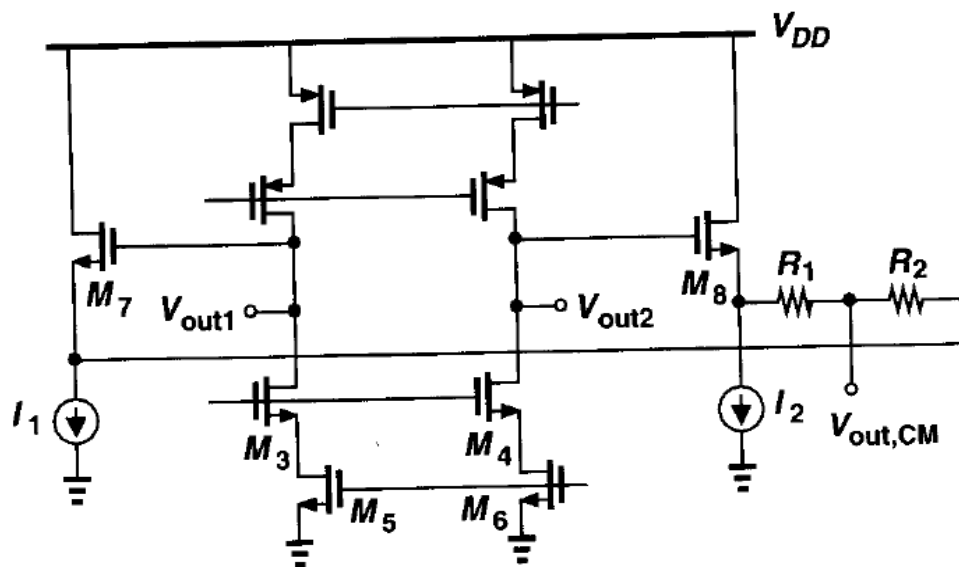 V_DD
M_7
V_out1
V_out2
M_8
R_1
R_2
I_1
M_3
M_4
I_2
V_out,CM
M_5
M_6